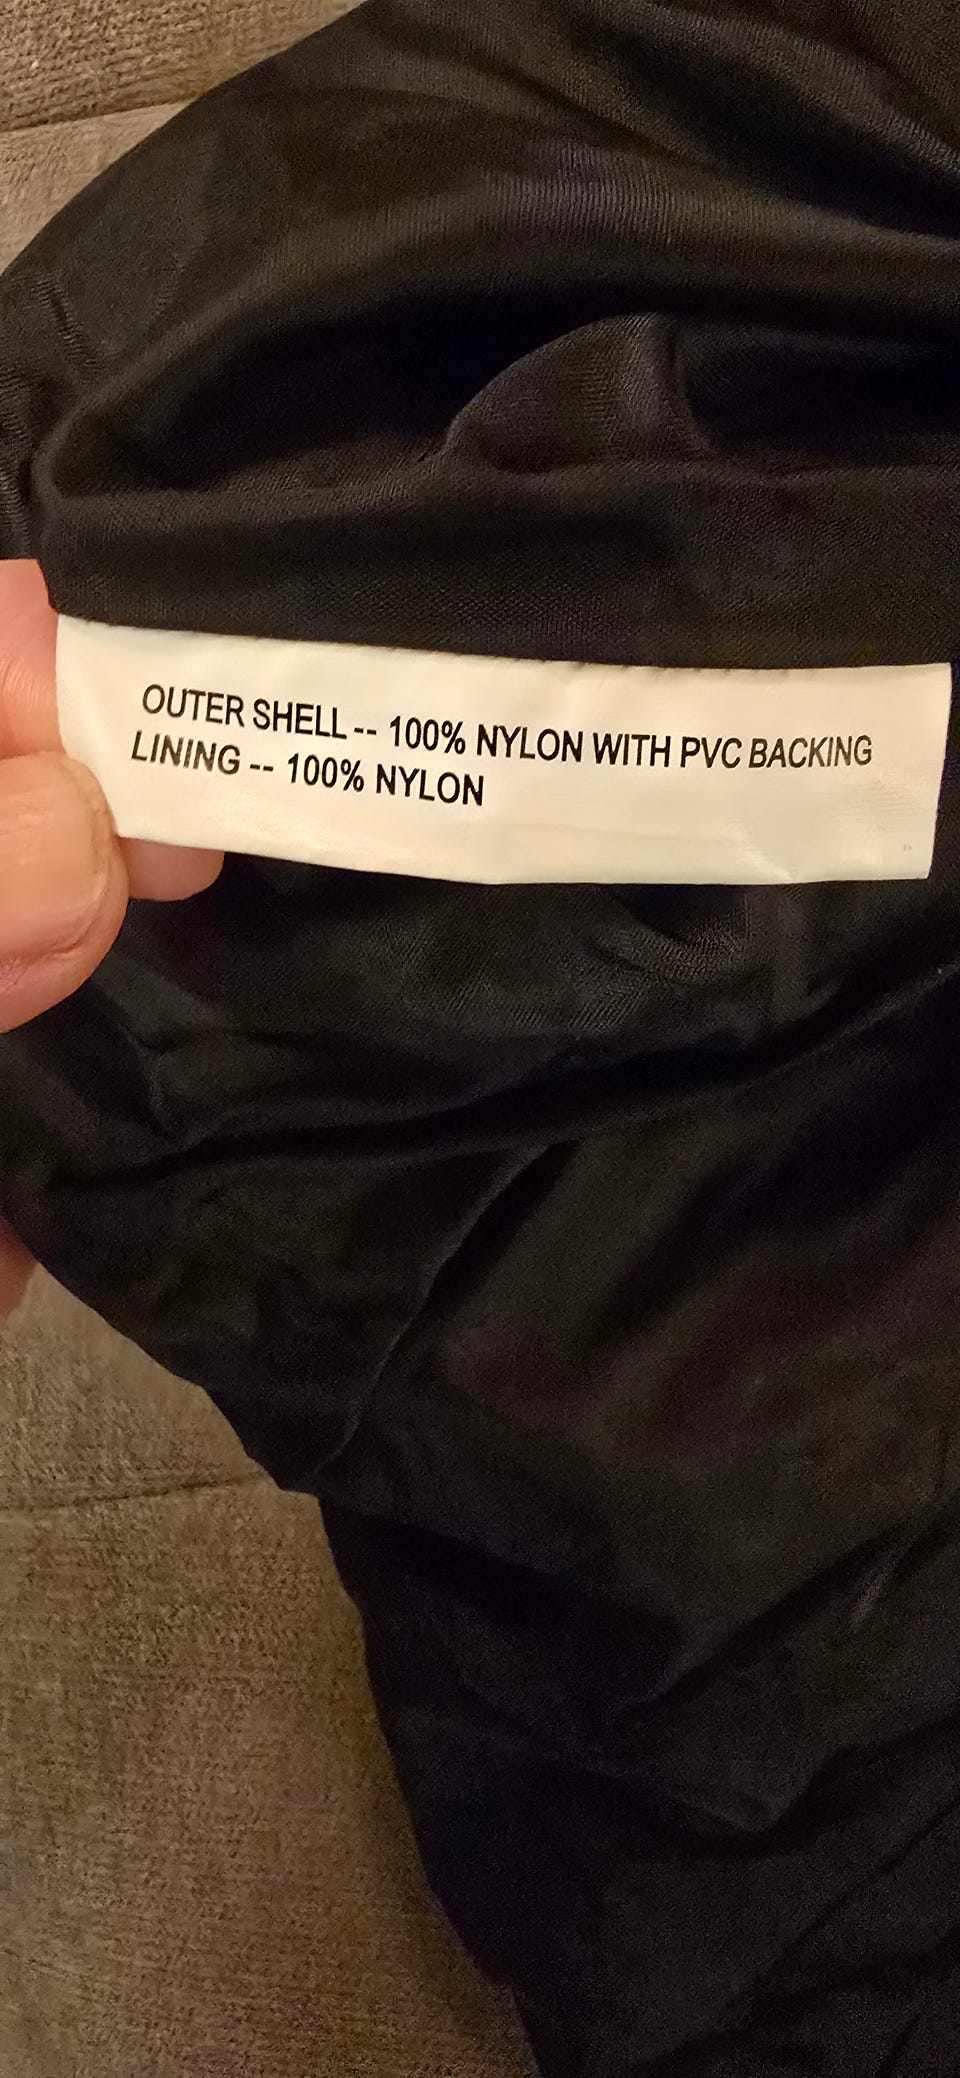 OUTER SHELL -- 100% NYLON WITH PVC BACKING
LINING -- 100% NYLON